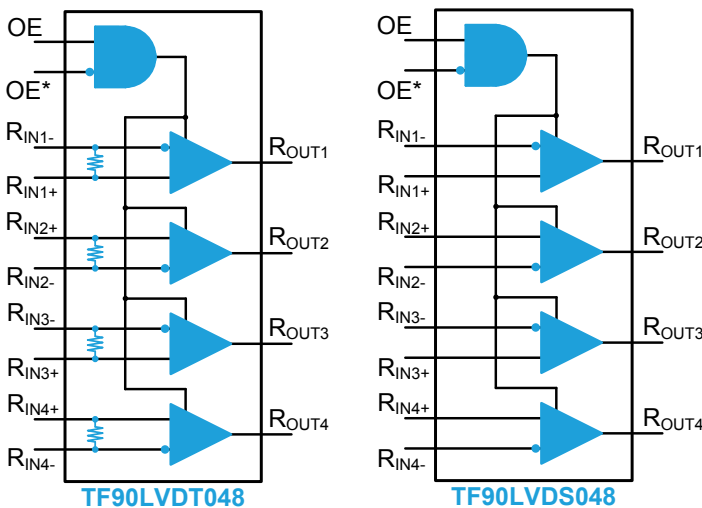 OE
OE*
RIN1-
RIN1+
RIN2+
RIN2-
RIN3-
RIN3+
RIN4+
RIN4-
ROUT1
ROUT2
ROUT3
ROUT4
TF90LVDT048
OE
OE*
RIN1-
RIN1+
RIN2+
RIN2-
RIN3-
RIN3+
RIN4+
RIN4-
ROUT1
ROUT2
ROUT3
ROUT4
TF90LVDS048